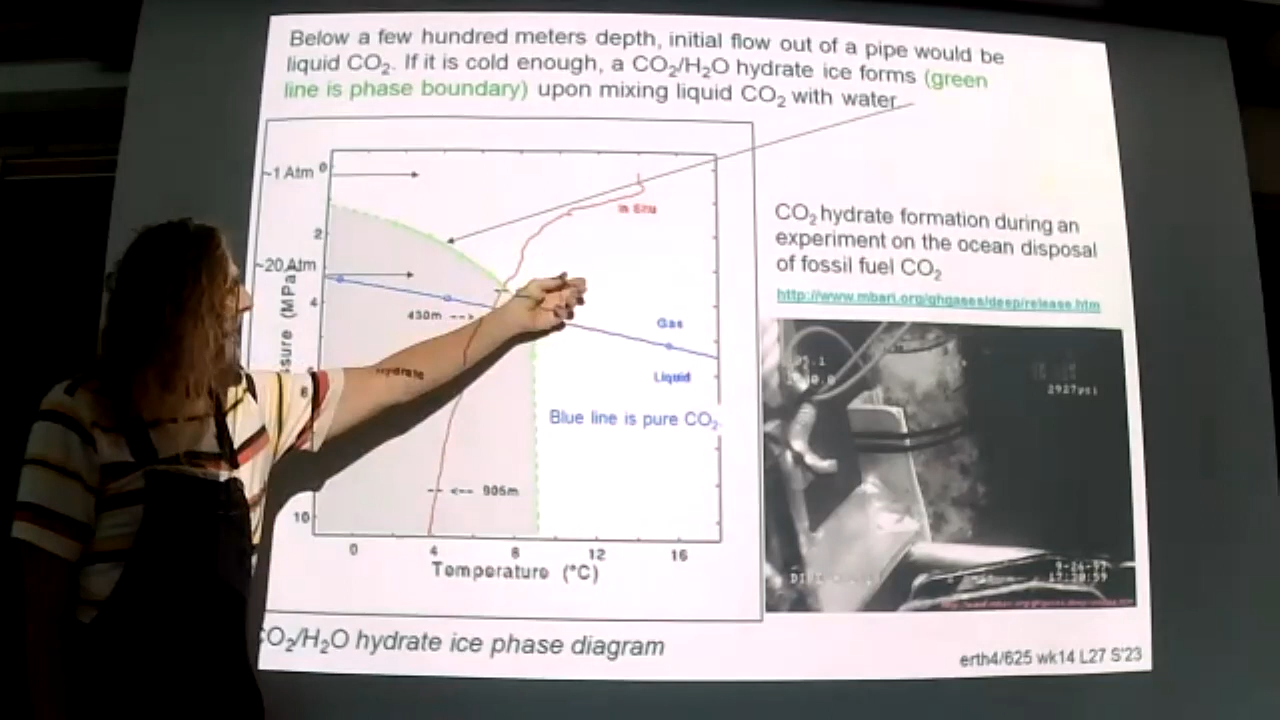 Below a few hundred meters depth, initial flow out of a pipe would be
liquid CO₂. If it is cold enough, a CO₂/H₂O hydrate ice forms (green
line is phase boundary) upon mixing liquid CO₂ with water
~1 Atm
0
In Situ
2
~20 Atm
4
430m -->
Gas
Liquid
Hydrate
Blue line is pure CO₂.
<-- 905m
10
0 4 8 12 16
Temperature (°C)
CO₂/H₂O hydrate ice phase diagram
CO₂ hydrate formation during an
experiment on the ocean disposal
of fossil fuel CO₂
http://www.mbari.org/ghgases/deep/release.htm
2927psi
17:20:59
erth4/625 wk14 L27 S'23